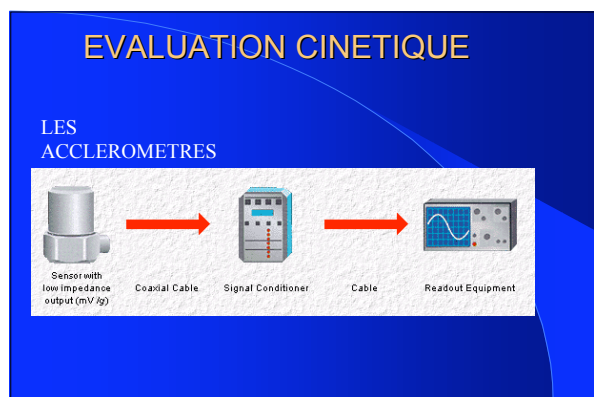 EVALUATION CINETIQUE
LES
ACCLEROMETRES
Sensor with
low impedance
output (mV /g)
Coaxial Cable
Signal Conditioner
Cable
Readout Equipment